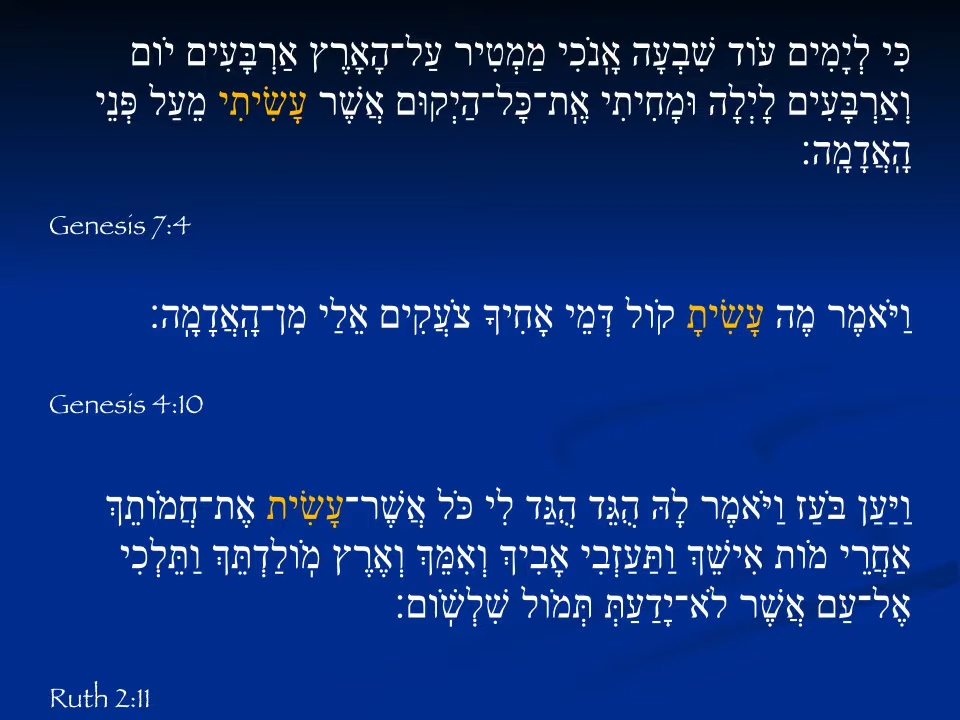 כִּי לְיָמִים עוֹד שִׁבְעָה אָֽנֹכִי מַמְטִיר עַל־הָאָרֶץ אַרְבָּעִים יוֹם
וְאַרְבָּעִים לָיְלָה וּמָחִיתִי אֶֽת־כָּל־הַיְקוּם אֲשֶׁר עָשִׂיתִי מֵעַל פְּנֵי
הָֽאֲדָמָֽה׃
Genesis 7:4
וַיֹּאמֶר מֶה עָשִׂיתָ קוֹל דְּמֵי אָחִיךָ צֹעֲקִים אֵלַי מִן־הָֽאֲדָמָֽה׃
Genesis 4:10
וַיַּעַן בֹּעַז וַיֹּאמֶר לָהּ הֻגֵּד הֻגַּד לִי כֹּל אֲשֶׁר־עָשִׂית אֶת־חֲמוֹתֵךְ
אַחֲרֵי מוֹת אִישֵׁךְ וַתַּעַזְבִי אָבִיךְ וְאִמֵּךְ וְאֶרֶץ מֽוֹלַדְתֵּךְ וַתֵּלְכִי
אֶל־עַם אֲשֶׁר לֹא־יָדַעַתְּ תְּמוֹל שִׁלְשֽׁוֹם׃
Ruth 2:11